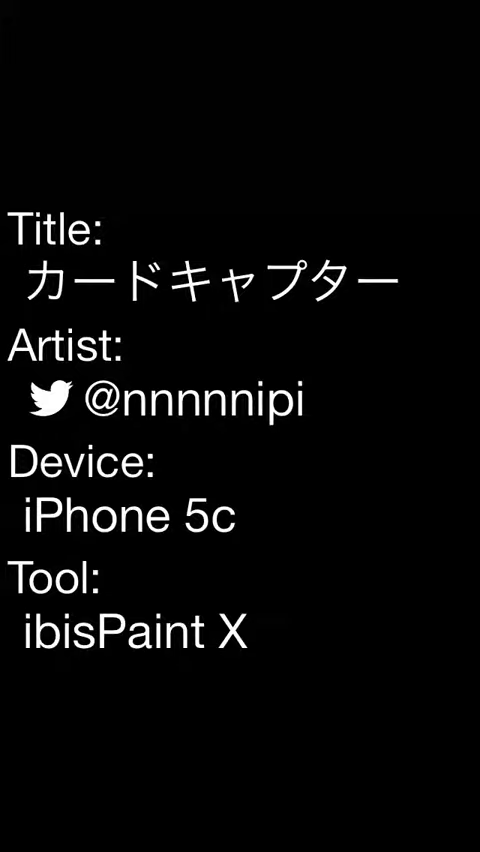 Title:
カードキャプター
Artist:
@nnnnnipi
Device:
iPhone 5c
Tool:
ibisPaint X